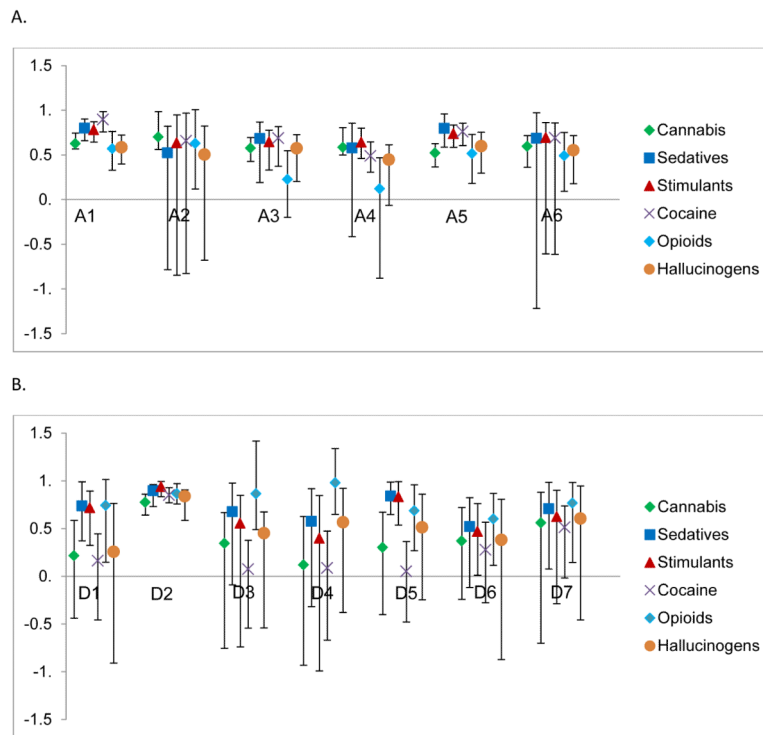 A.
1.5
1.
0.5
0.
-0.5
-1.
-1.5
A1 A2 A3 A4 A5 A6
Cannabis
Sedatives
Stimulants
Cocaine
Opioids
Hallucinogens
B.
1.5
1.
0.5
0.
-0.5
-1.
-1.5
D1 D2 D3 D4 D5 D6 D7
Cannabis
Sedatives
Stimulants
Cocaine
Opioids
Hallucinogens